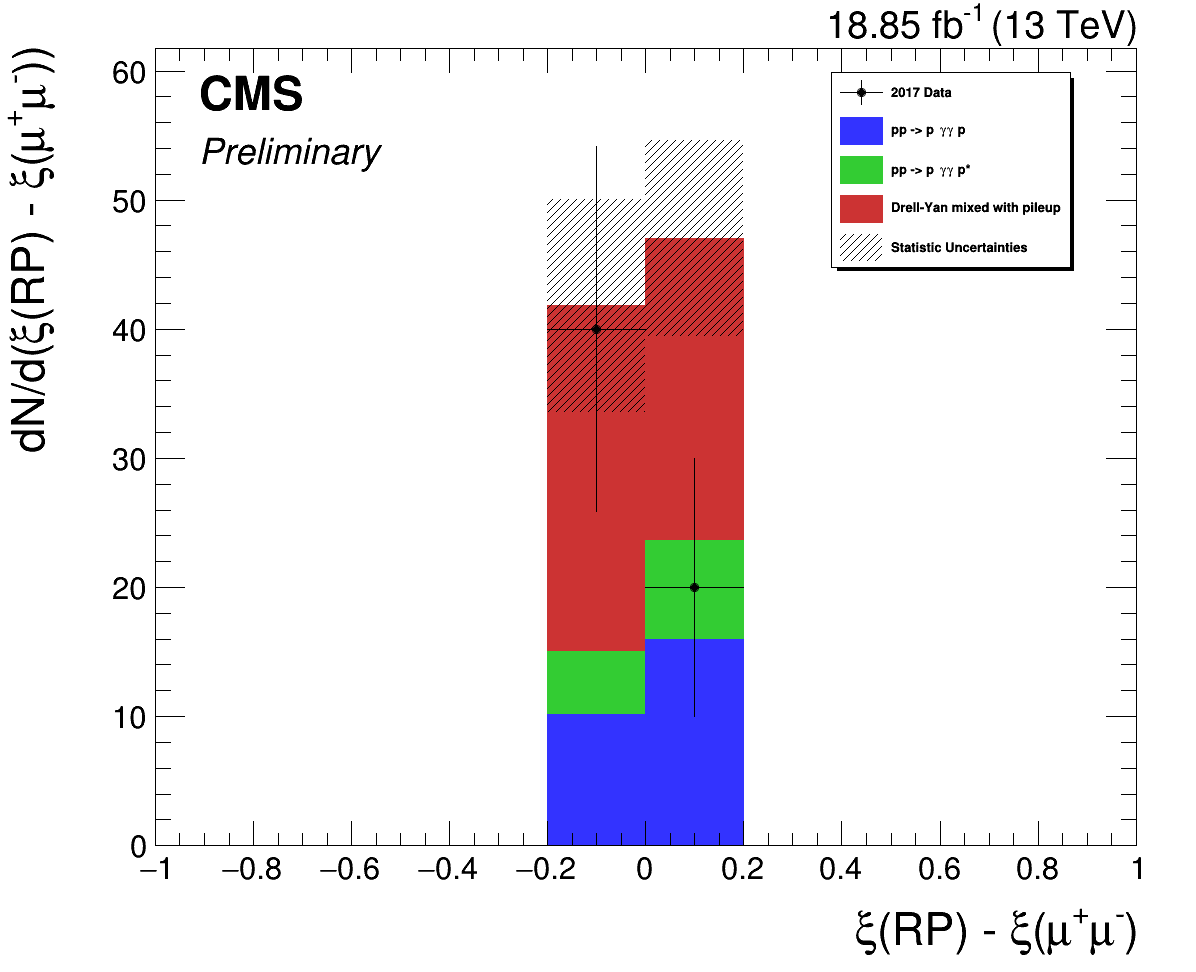 18.85 fb⁻¹ (13 TeV)
CMS
Preliminary
dN/d(ξ(RP) - ξ(μ⁺μ⁻))
60
50
40
30
20
10
0
2017 Data
pp -> p γγ p
pp -> p γγ p*
Drell-Yan mixed with pileup
Statistic Uncertainties
−1 −0.8 −0.6 −0.4 −0.2 0 0.2 0.4 0.6 0.8 1
ξ(RP) - ξ(μ⁺μ⁻)